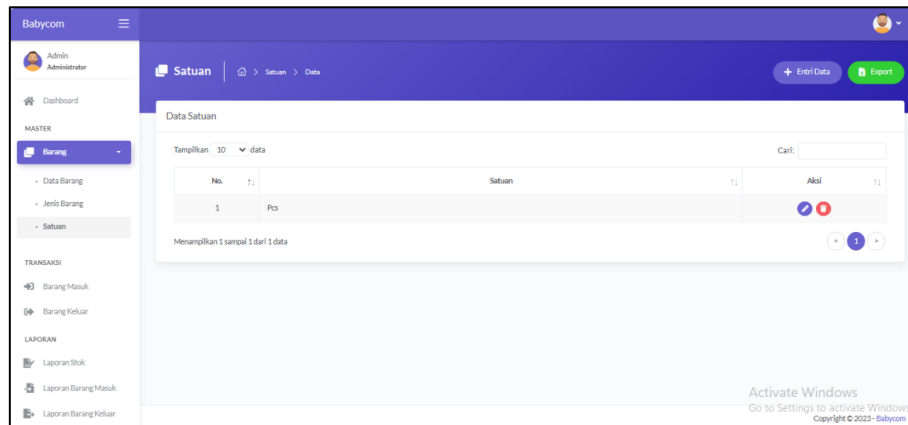 Babycom
Admin
Administrator
Dashboard
MASTER
Barang
Data Barang
Jenis Barang
Satuan
TRANSAKSI
Barang Masuk
Barang Keluar
LAPORAN
Laporan Stok
Laporan Barang Masuk
Laporan Barang Keluar
Satuan
> Satuan > Data
+ Entri Data
Export
Data Satuan
Tampilkan 10 data
Cari:
No. Satuan Aksi
1 Pcs
Menampilkan 1 sampai 1 dari 1 data
< 1 >
Activate Windows
Go to Settings to activate Windows
Copyright © 2023 - Babycom